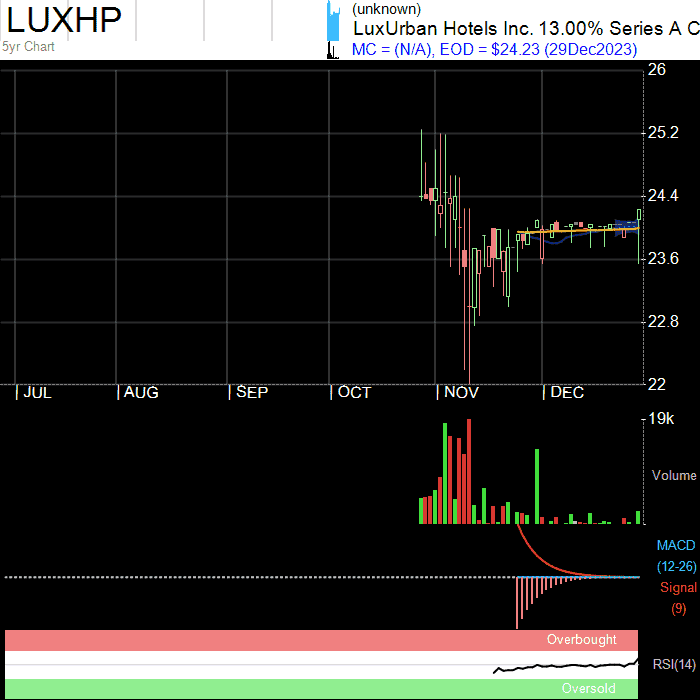 LUXHP
5yr Chart
(unknown)
LuxUrban Hotels Inc. 13.00% Series A C
MC = (N/A), EOD = $24.23 (29Dec2023)
26
25.2
24.4
23.6
22.8
22
JUL AUG SEP OCT NOV DEC
19k
Volume
MACD
(12-26)
Signal
(9)
Overbought
RSI(14)
Oversold